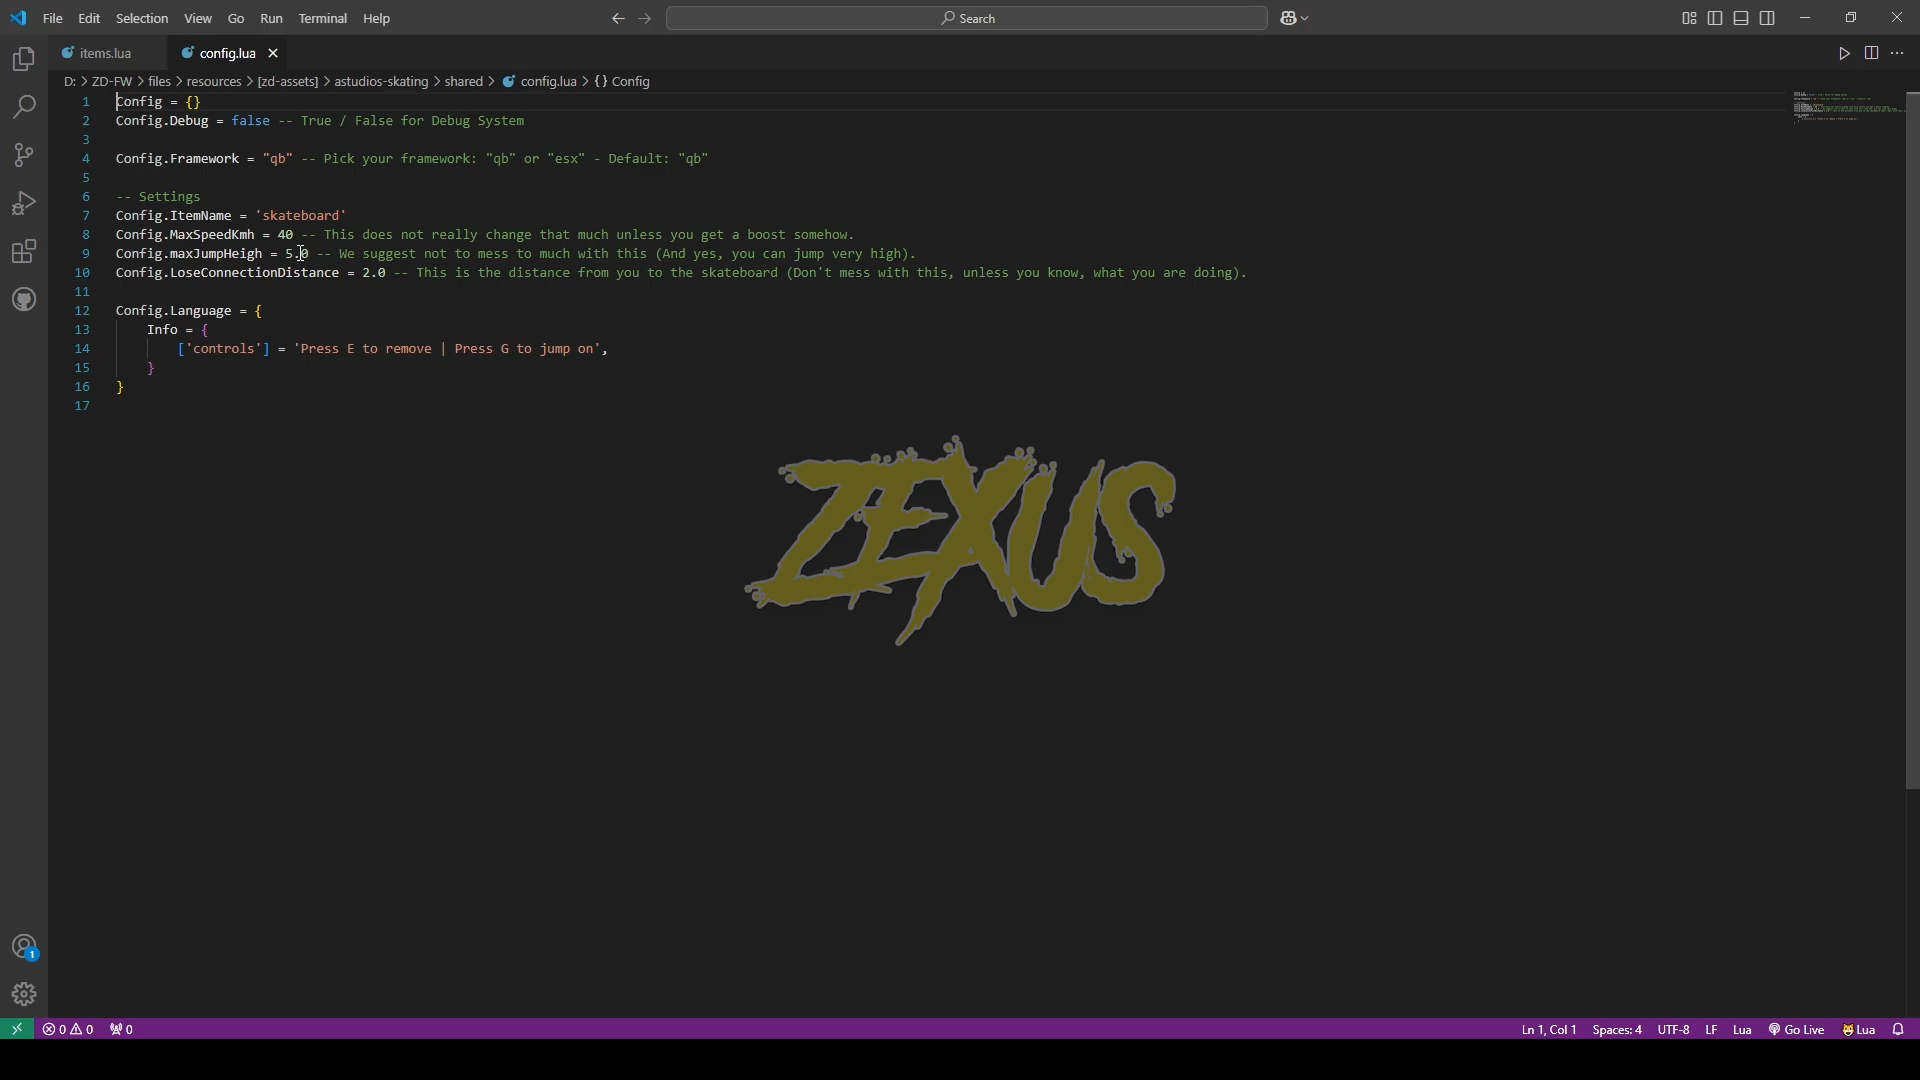 File Edit Selection View Go Run Terminal Help
Search
items.lua
config.lua
D: > ZD-FW > files > resources > [zd-assets] > astudios-skating > shared > config.lua > {} Config
1 Config = {}
2 Config.Debug = false -- True / False for Debug System
3
4 Config.Framework = "qb" -- Pick your framework: "qb" or "esx" - Default: "qb"
5
6 -- Settings
7 Config.ItemName = 'skateboard'
8 Config.MaxSpeedKmh = 40 -- This does not really change that much unless you get a boost somehow.
9 Config.maxJumpHeigh = 5.0 -- We suggest not to mess to much with this (And yes, you can jump very high).
10 Config.LoseConnectionDistance = 2.0 -- This is the distance from you to the skateboard (Don't mess with this, unless you know, what you are doing).
11
12 Config.Language = {
13 Info = {
14 ['controls'] = 'Press E to remove | Press G to jump on',
15 }
16 }
17
ZEXUS
1
0 0 0
Ln 1, Col 1 Spaces: 4 UTF-8 LF Lua Go Live Lua